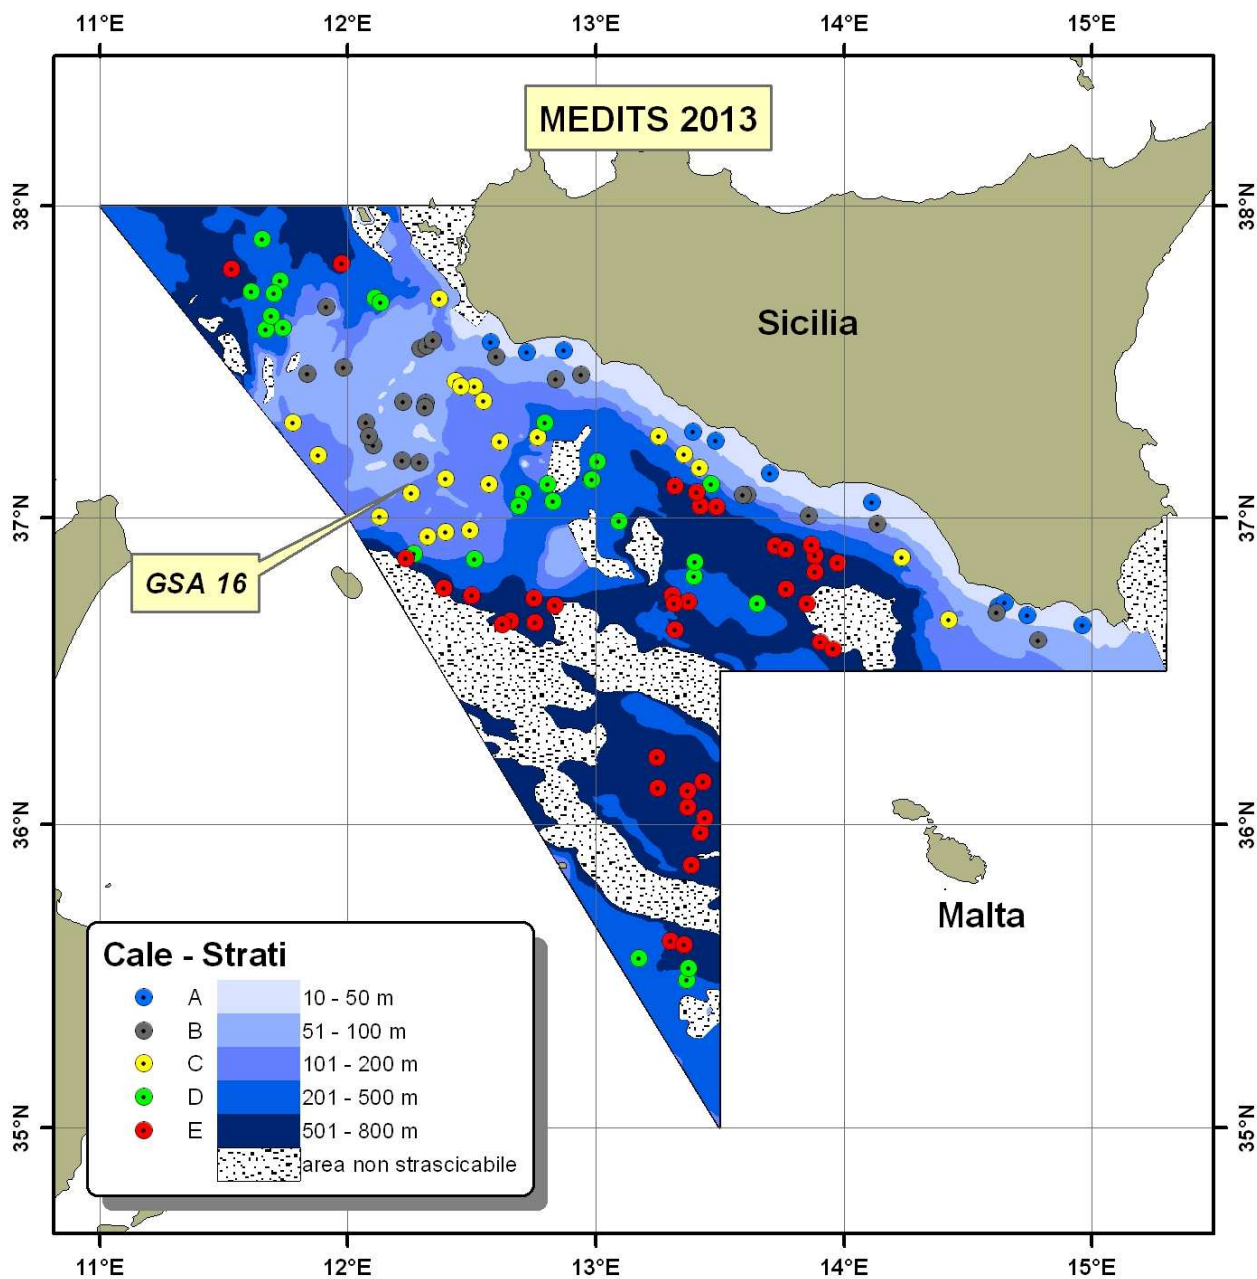 11°E 12°E 13°E 14°E 15°E
MEDITS 2013
38°N 38°N
Sicilia
37°N 37°N
GSA 16
36°N 36°N
Malta
Cale - Strati
A 10 - 50 m
B 51 - 100 m
C 101 - 200 m
D 201 - 500 m
E 501 - 800 m
area non strascicabile
35°N 35°N
11°E 12°E 13°E 14°E 15°E